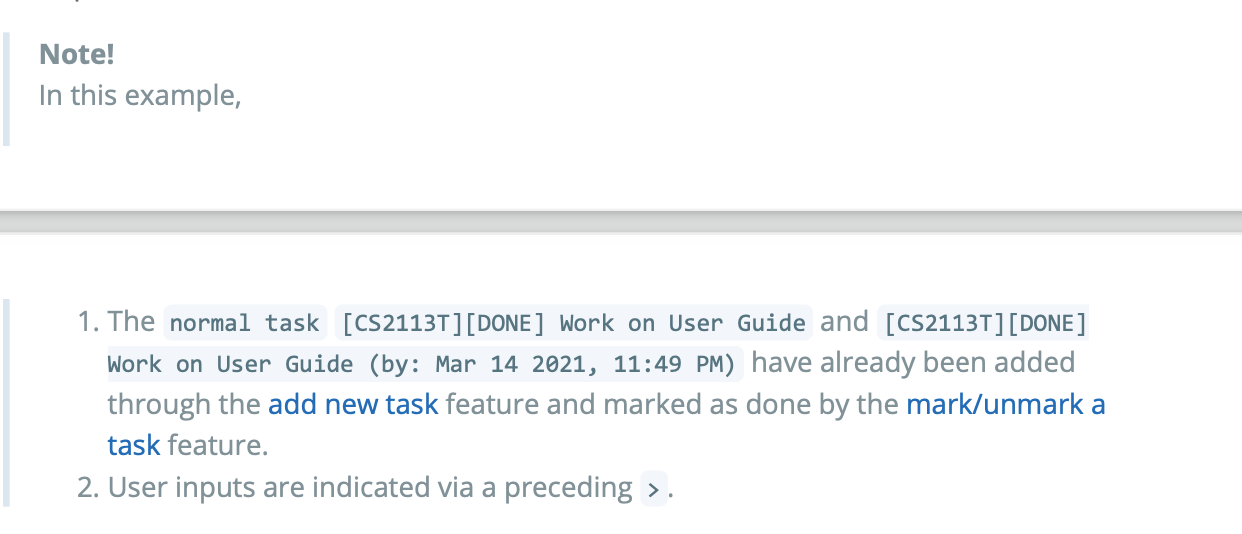 Note!
In this example,
1. The normal task [CS2113T][DONE] Work on User Guide and [CS2113T][DONE]
Work on User Guide (by: Mar 14 2021, 11:49 PM) have already been added
through the add new task feature and marked as done by the mark/unmark a
task feature.
2. User inputs are indicated via a preceding > .